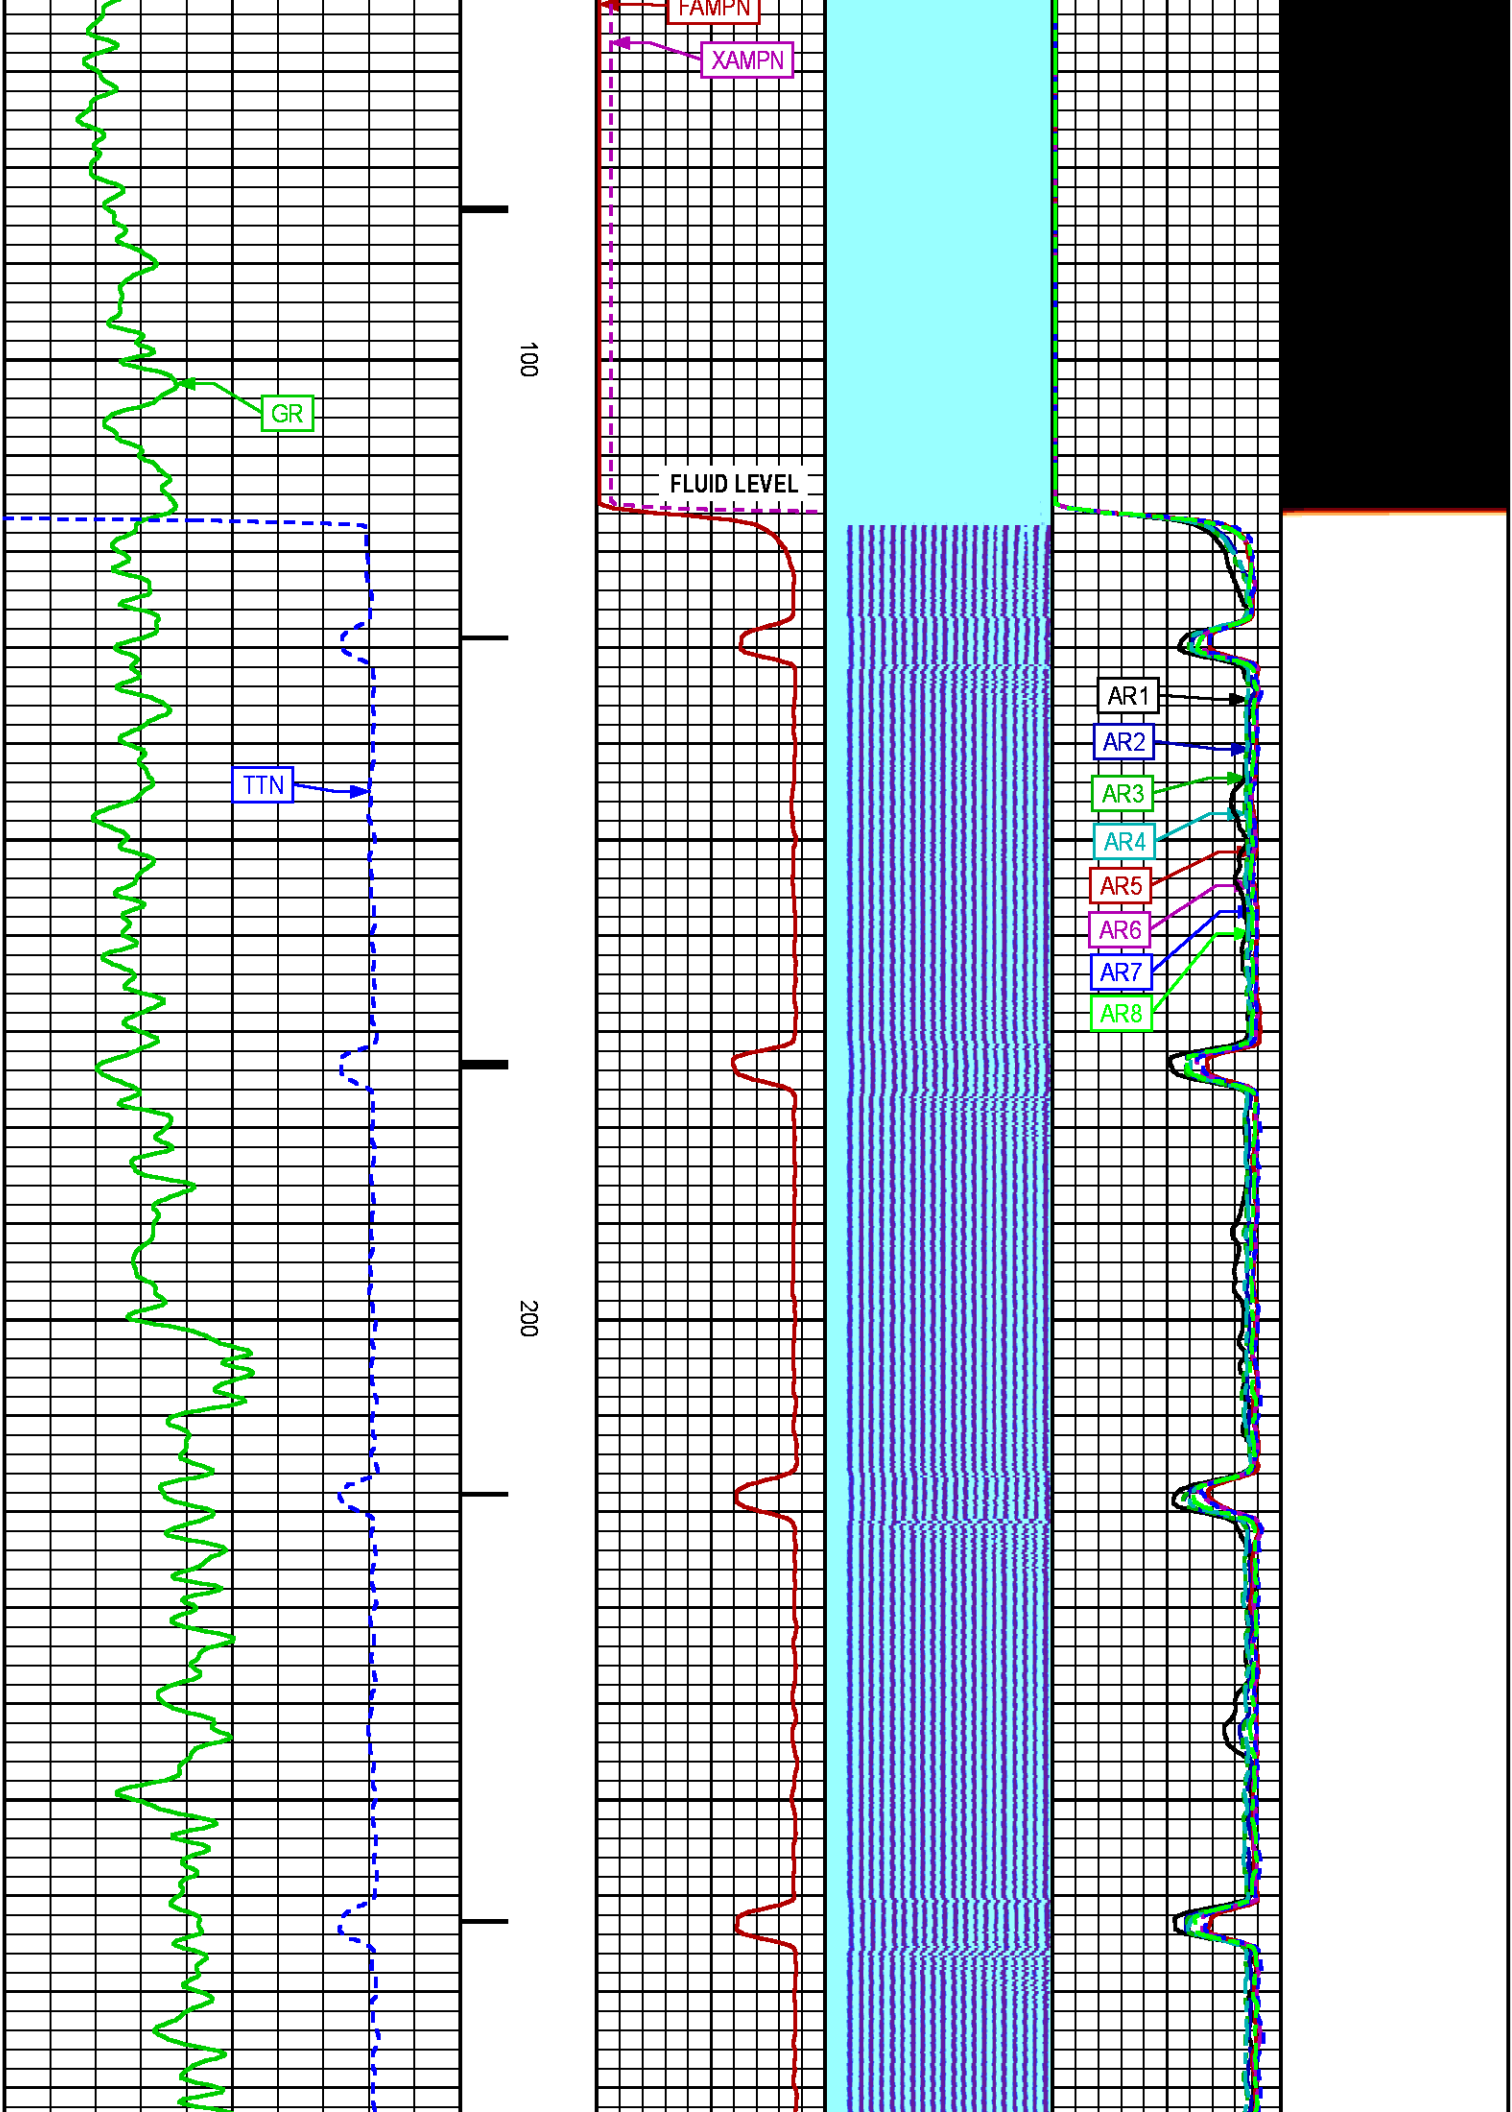 FAMPN
XAMPN
100
GR
FLUID LEVEL
AR1
AR2
TTN
AR3
AR4
AR5
AR6
AR7
AR8
200